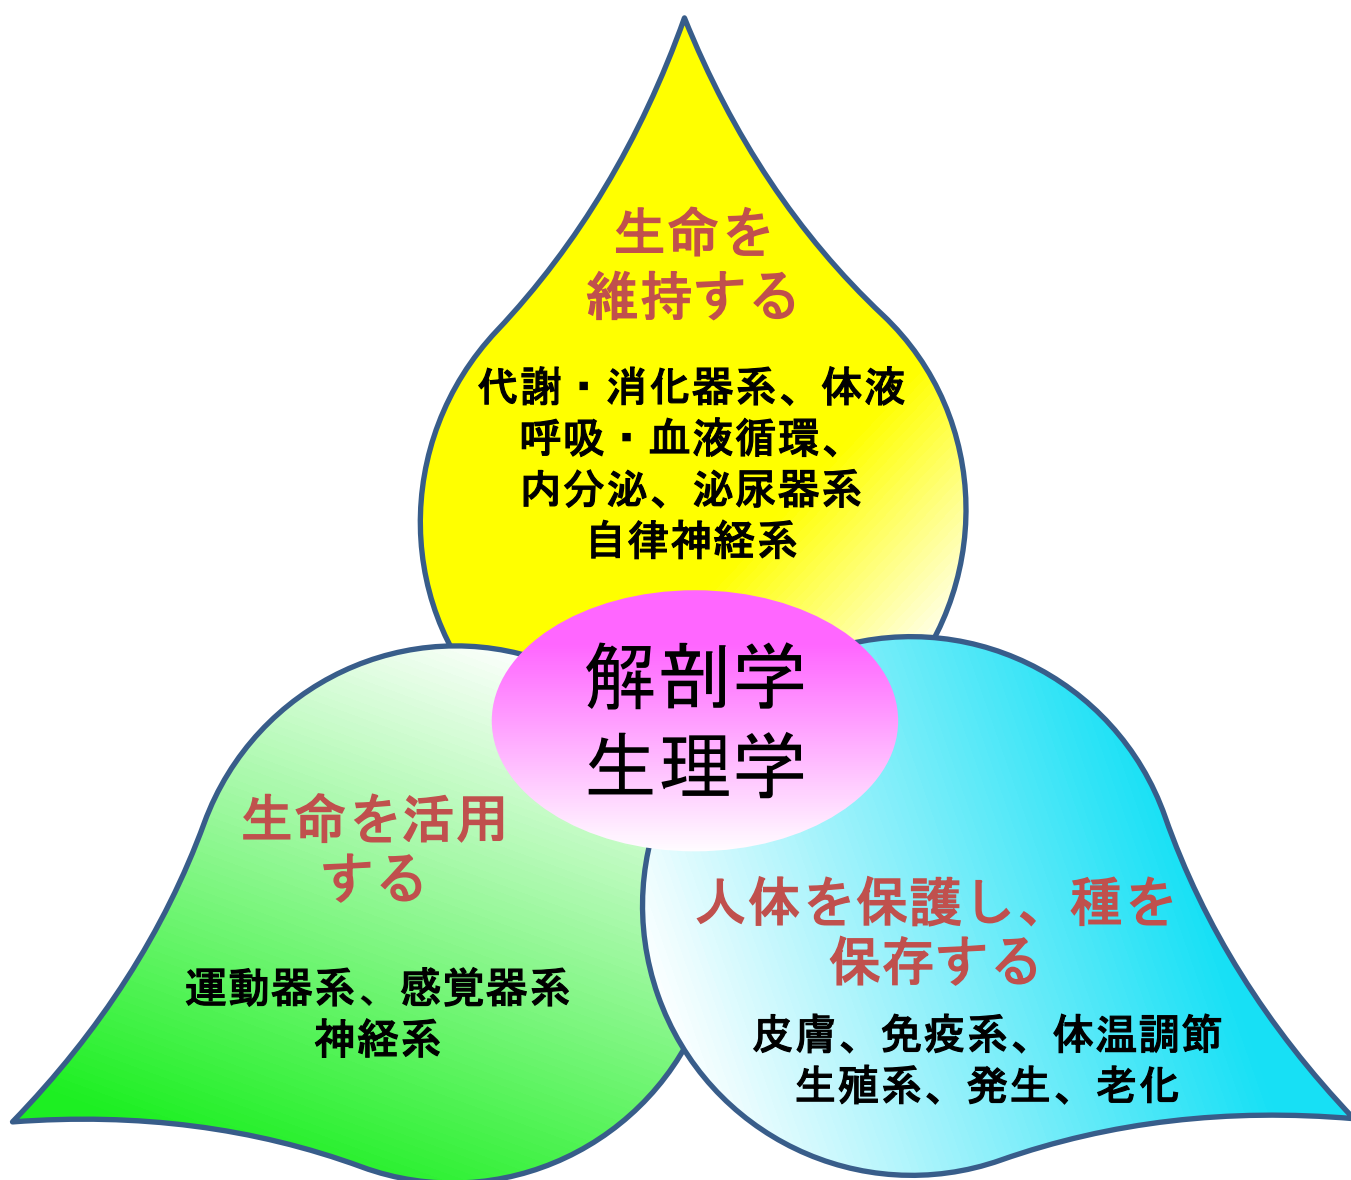 生命を
維持する
代謝・消化器系、体液
呼吸・血液循環、
内分泌、泌尿器系
自律神経系
解剖学
生理学
生命を活用
する
運動器系、感覚器系
神経系
人体を保護し、種を
保存する
皮膚、免疫系、体温調節
生殖系、発生、老化